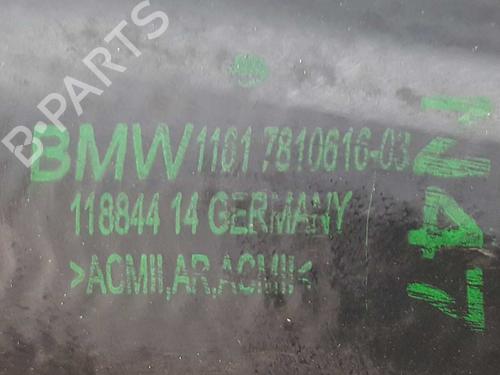 B-PARTS
BMW 1161 7810616-03
118844 14 GERMANY
>ACMII,AR,ACMII<